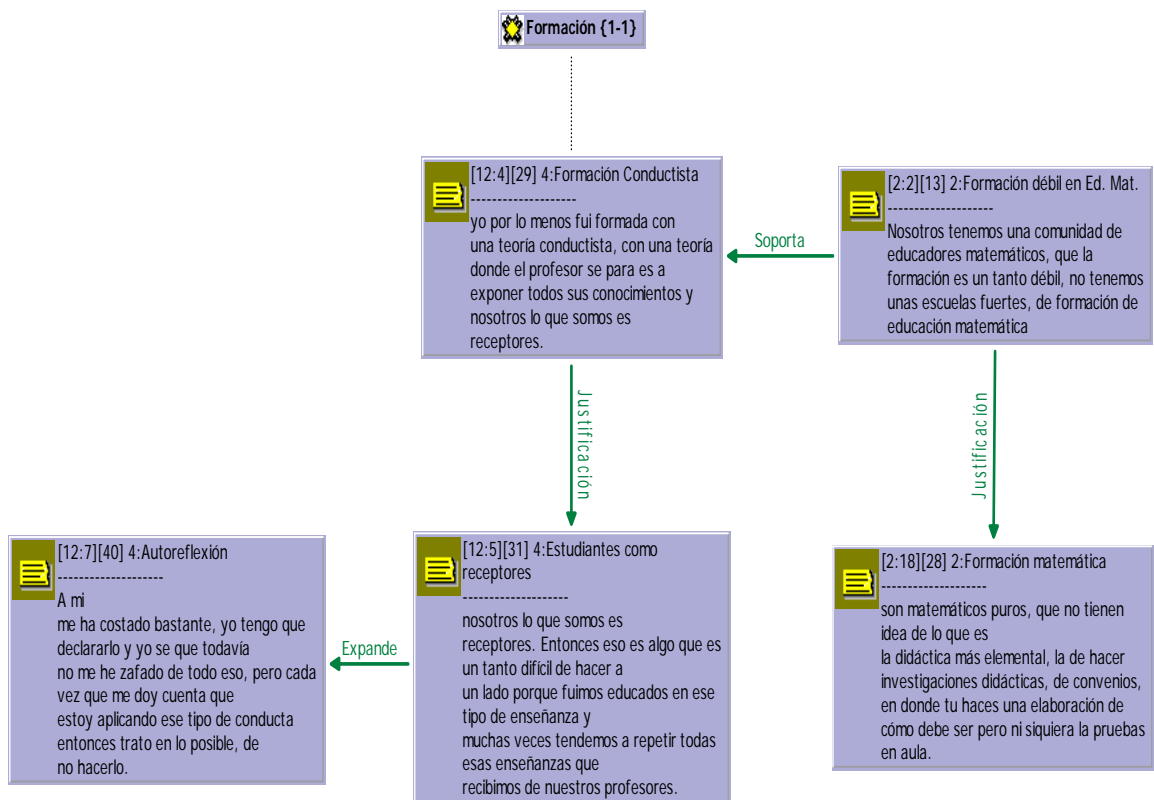 Formación {1-1}
[12:4][29] 4:Formación Conductista
--------------------
yo por lo menos fui formada con
una teoría conductista, con una teoría
donde el profesor se para es a
exponer todos sus conocimientos y
nosotros lo que somos es
receptores.
Soporta
[2:2][13] 2:Formación débil en Ed. Mat.
--------------------
Nosotros tenemos una comunidad de
educadores matemáticos, que la
formación es un tanto débil, no tenemos
unas escuelas fuertes, de formación de
educación matemática
Justificación
Justificación
[12:7][40] 4:Autoreflexión
--------------------
A mi
me ha costado bastante, yo tengo que
declararlo y yo se que todavía
no me he zafado de todo eso, pero cada
vez que me doy cuenta que
estoy aplicando ese tipo de conducta
entonces trato en lo posible, de
no hacerlo.
Expande
[12:5][31] 4:Estudiantes como
receptores
--------------------
nosotros lo que somos es
receptores. Entonces eso es algo que es
un tanto difícil de hacer a
un lado porque fuimos educados en ese
tipo de enseñanza y
muchas veces tendemos a repetir todas
esas enseñanzas que
recibimos de nuestros profesores.
[2:18][28] 2:Formación matemática
--------------------
son matemáticos puros, que no tienen
idea de lo que es
la didáctica más elemental, la de hacer
investigaciones didácticas, de convenios,
en donde tu haces una elaboración de
cómo debe ser pero ni siquiera la pruebas
en aula.